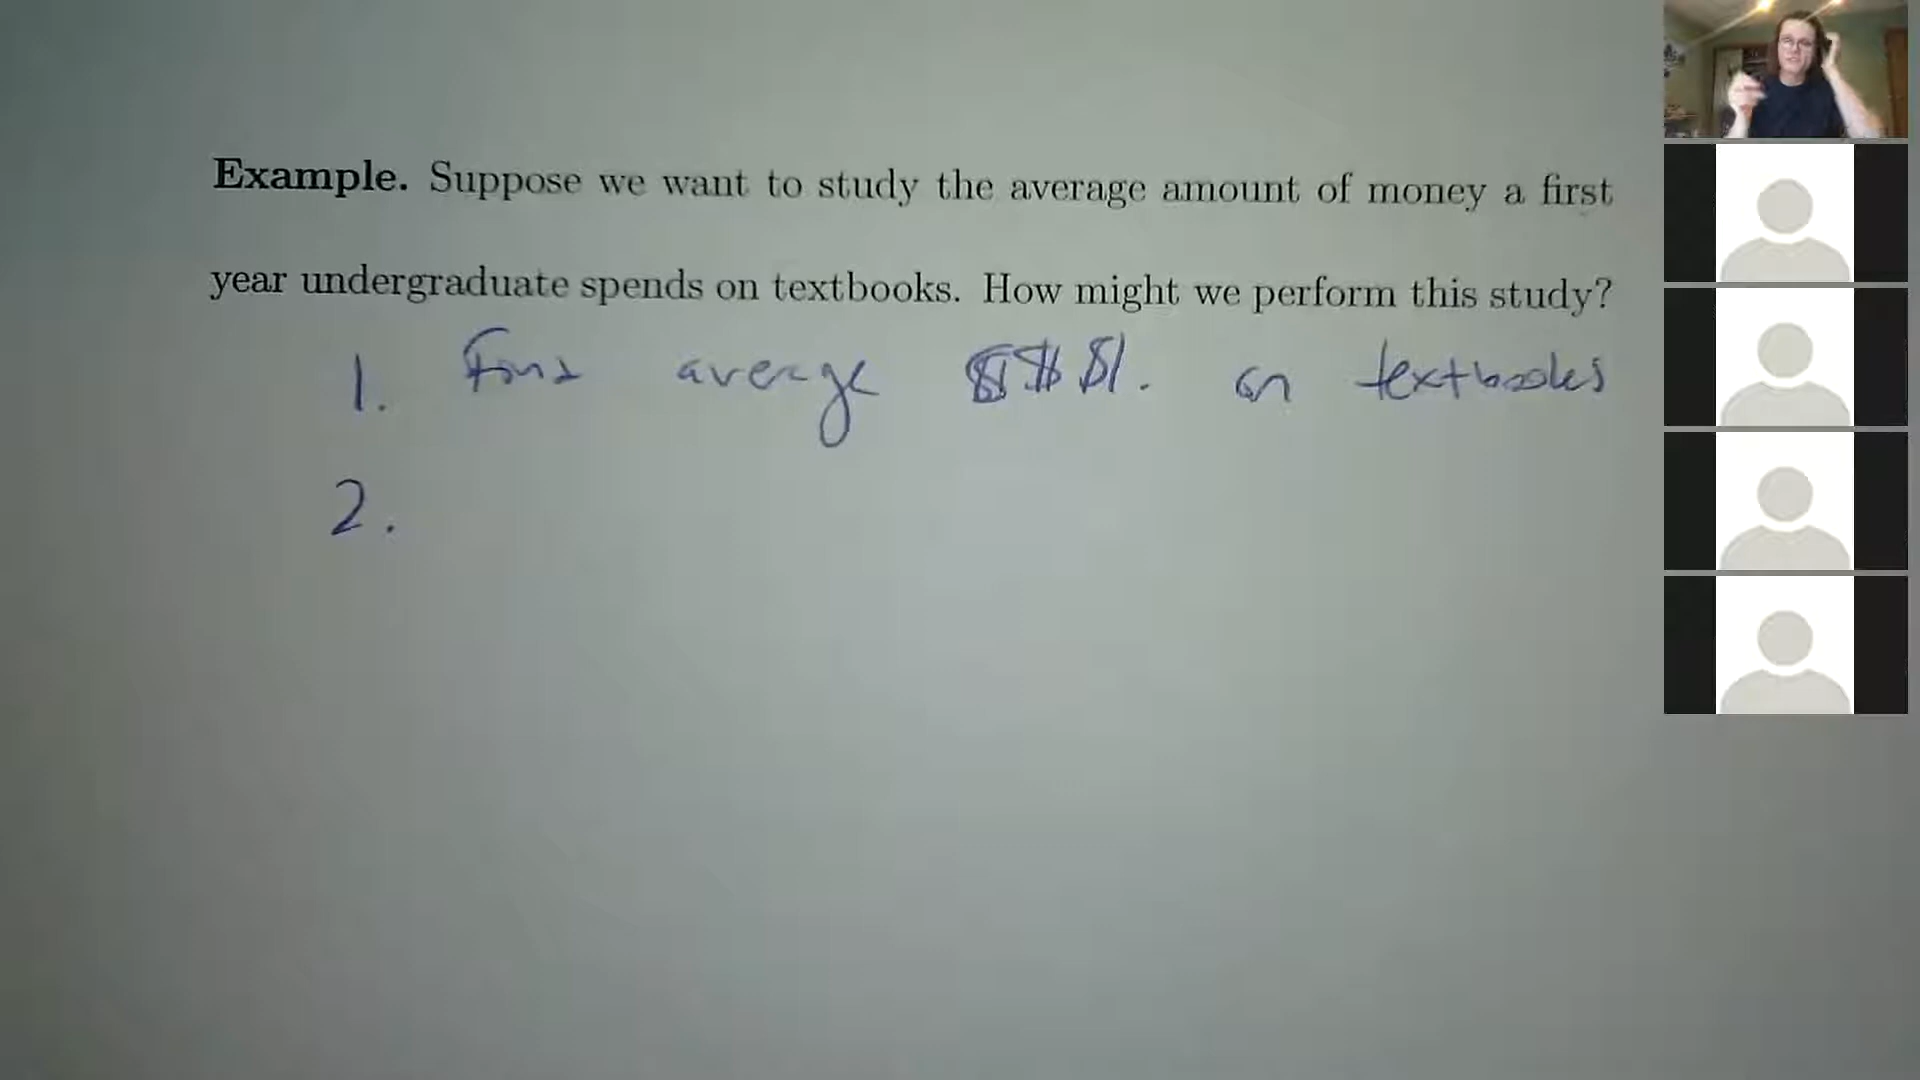 Example. Suppose we want to study the average amount of money a first
year undergraduate spends on textbooks. How might we perform this study?
1. Find average $$$. on textbooks
2.